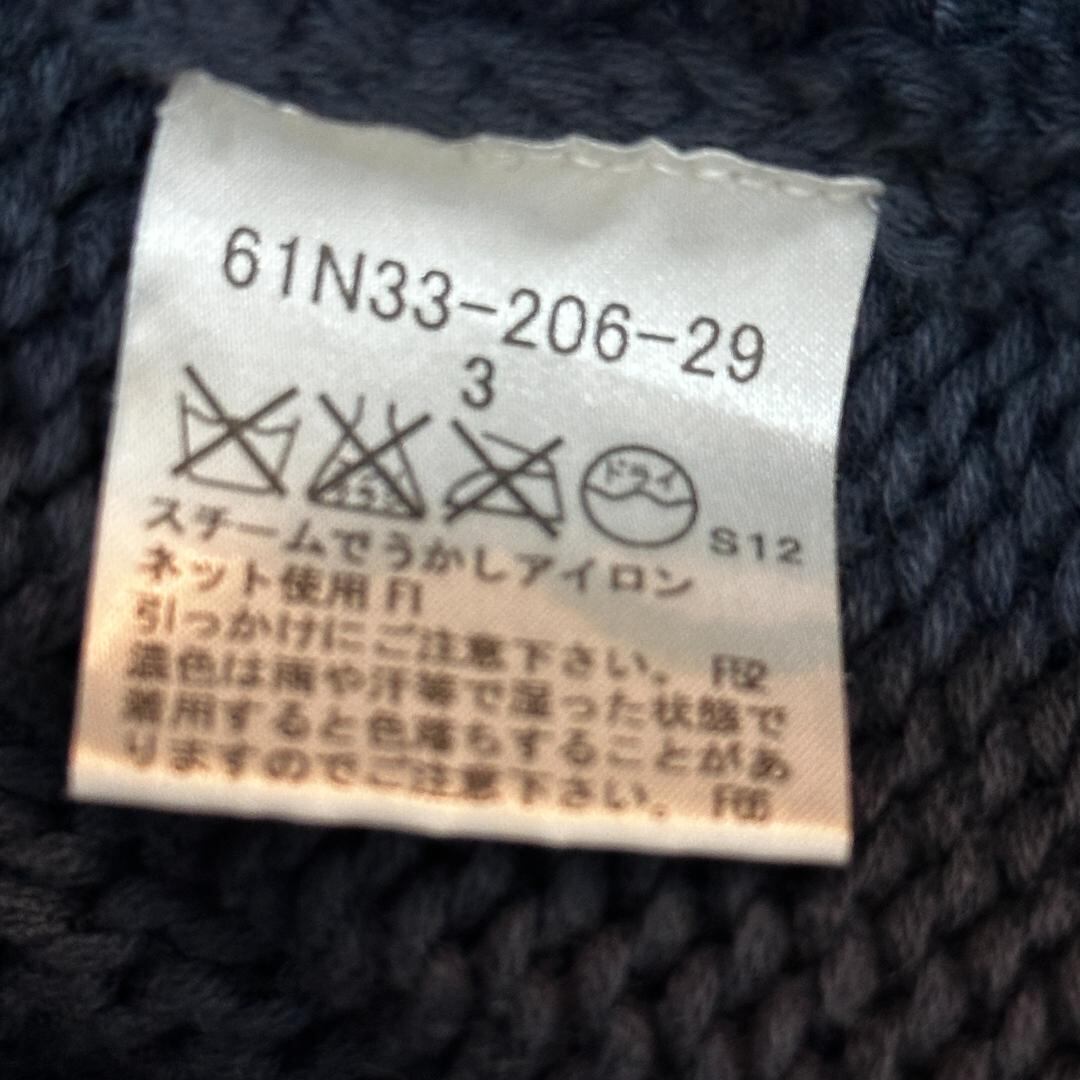 61N33-206-29
3
ドライ
S12
スチームでうかしアイロン
ネット使用 F1
引っかけにご注意下さい。 F2
濃色は雨や汗等で湿った状態で
着用すると色落ちすることがあ
りますのでご注意下さい。 F6